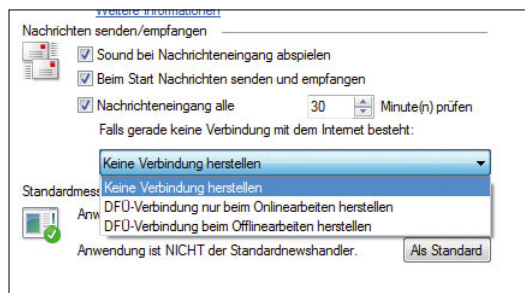 Weitere Informationen
Nachrichten senden/empfangen
Sound bei Nachrichteneingang abspielen
Beim Start Nachrichten senden und empfangen
Nachrichteneingang alle 30 Minute(n) prüfen
Falls gerade keine Verbindung mit dem Internet besteht:
Keine Verbindung herstellen
Keine Verbindung herstellen
DFÜ-Verbindung nur beim Onlinearbeiten herstellen
DFÜ-Verbindung beim Offlinearbeiten herstellen
Anwendung ist NICHT der Standardnewshandler. Als Standard